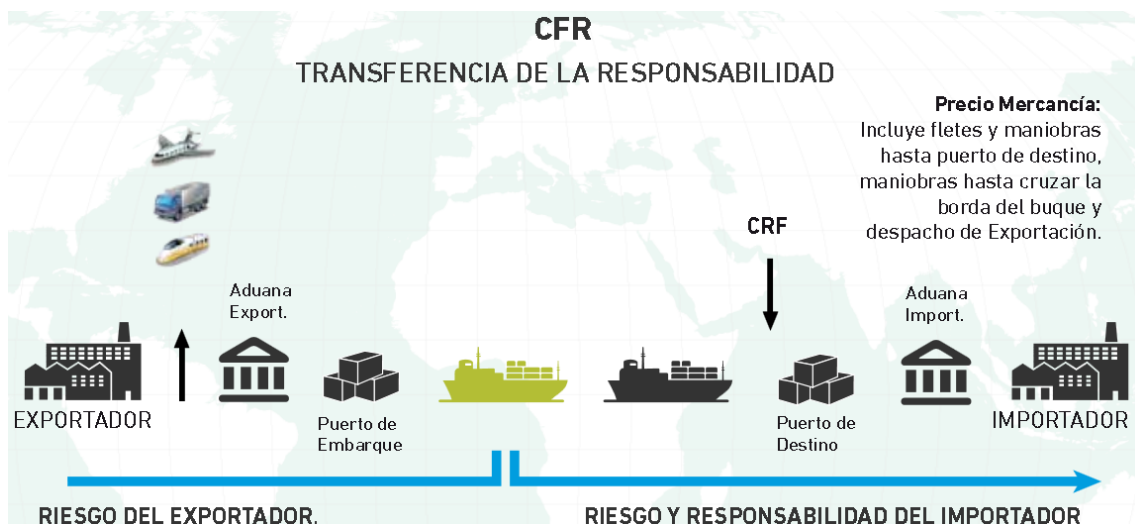 CFR
TRANSFERENCIA DE LA RESPONSABILIDAD
Precio Mercancía:
Incluye fletes y maniobras
hasta puerto de destino,
maniobras hasta cruzar la
borda del buque y
despacho de Exportación.
CRF
Aduana
Export.
Aduana
Import.
EXPORTADOR
Puerto de
Embarque
Puerto de
Destino
IMPORTADOR
RIESGO DEL EXPORTADOR.
RIESGO Y RESPONSABILIDAD DEL IMPORTADOR